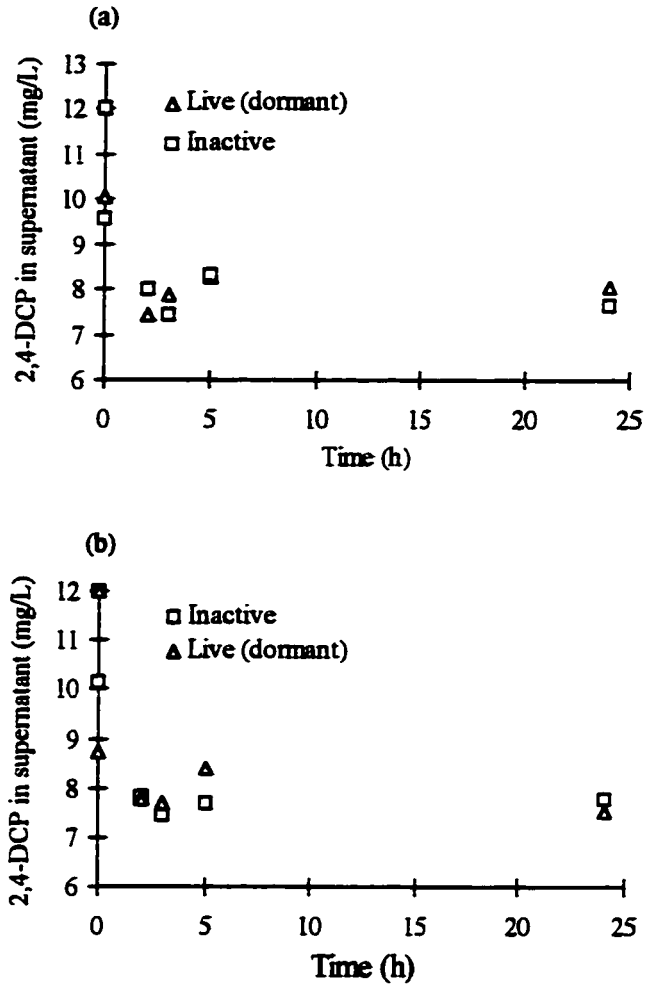 (a)
2,4-DCP in supernatant (mg/L)
13
12
11
10
9
8
7
6
Live (dormant)
Inactive
0 5 10 15 20 25
Time (h)
(b)
2,4-DCP in supernatant (mg/L)
12
11
10
9
8
7
6
Inactive
Live (dormant)
0 5 10 15 20 25
Time (h)